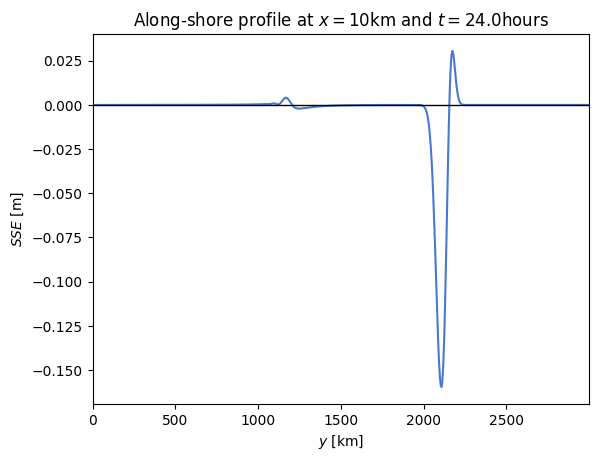 Along-shore profile at x = 10km and t = 24.0hours
0.025
0.000
−0.025
−0.050
−0.075
−0.100
−0.125
−0.150
SSE [m]
0 500 1000 1500 2000 2500
y [km]